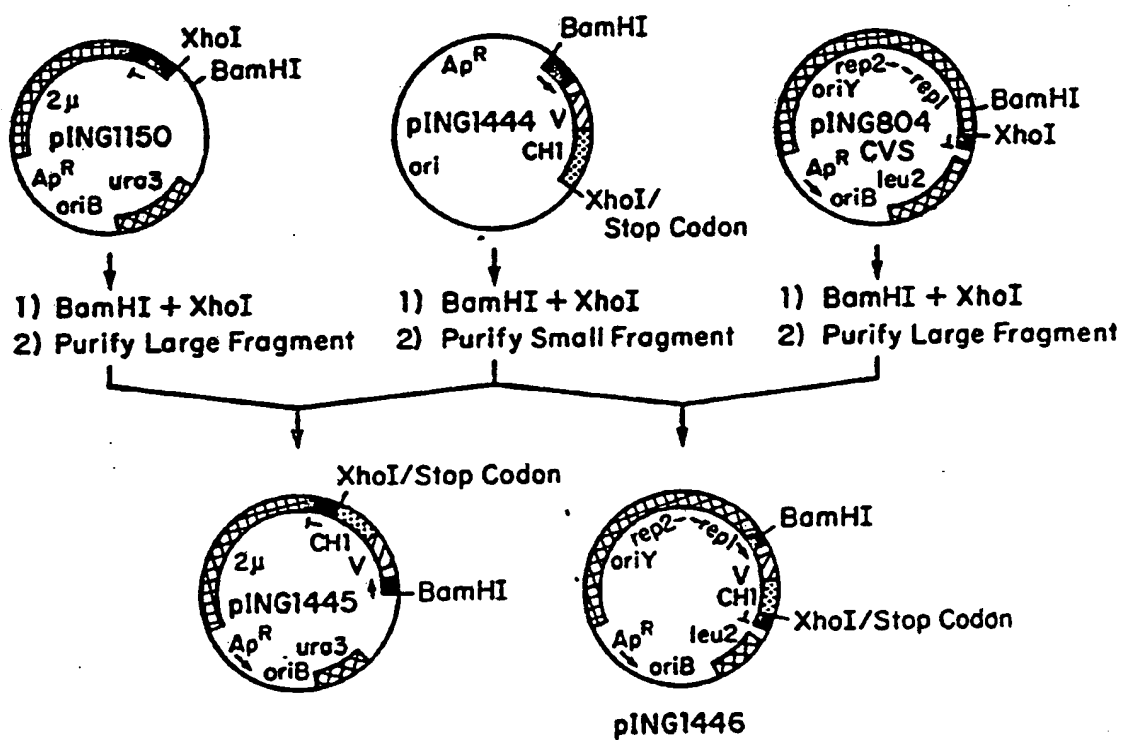 XhoI
BamHI
2μ
pING1150
Ap^R
ura3
oriB
BamHI
Ap^R
pING1444
V
CH1
ori
XhoI/
Stop Codon
rep2
rep1
oriY
BamHI
pING804
XhoI
Ap^R
CVS
leu2
oriB
1) BamHI + XhoI
2) Purify Large Fragment
1) BamHI + XhoI
2) Purify Small Fragment
1) BamHI + XhoI
2) Purify Large Fragment
XhoI/Stop Codon
CH1
2μ
V
pING1445
BamHI
Ap^R
ura3
oriB
BamHI
rep2
rep1
oriY
V
CH1
XhoI/Stop Codon
Ap^R
leu2
oriB
pING1446